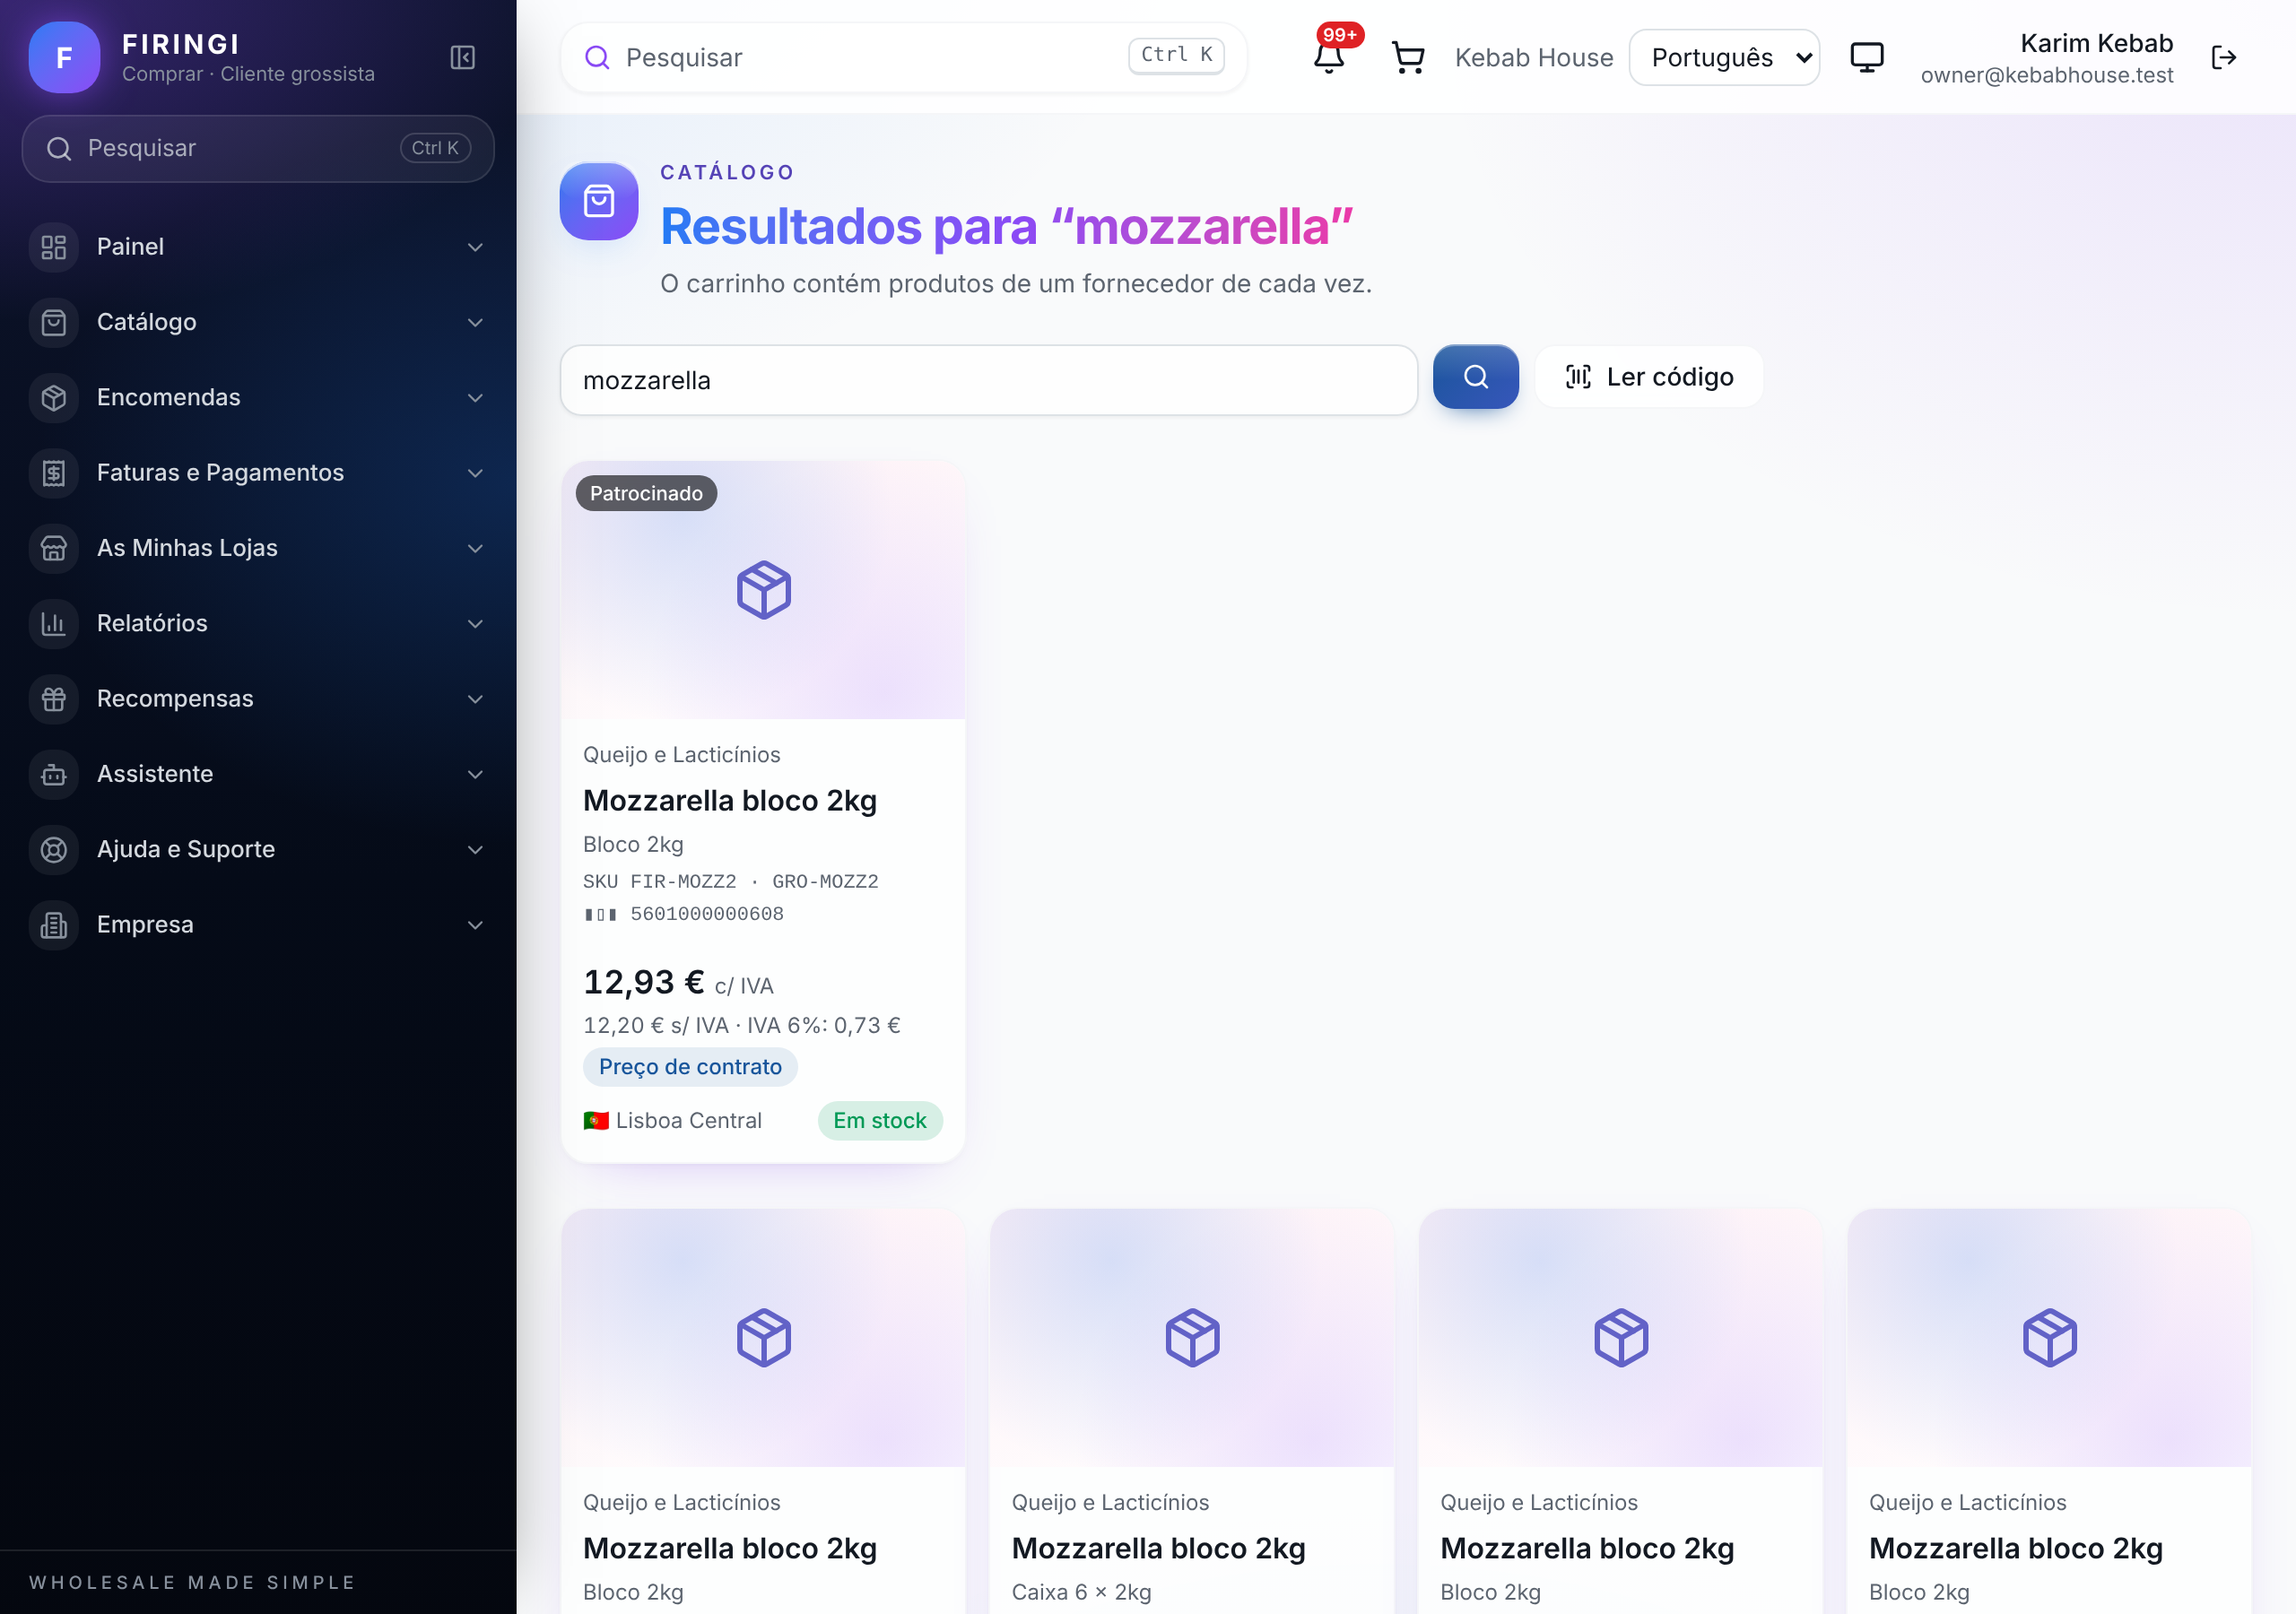 F
FIRINGI
Comprar · Cliente grossista
Pesquisar
Ctrl K
Painel
Catálogo
Encomendas
Faturas e Pagamentos
As Minhas Lojas
Relatórios
Recompensas
Assistente
Ajuda e Suporte
Empresa
WHOLESALE MADE SIMPLE
Pesquisar
Ctrl K
99+
Kebab House
Português
Karim Kebab
owner@kebabhouse.test
CATÁLOGO
Resultados para “mozzarella”
O carrinho contém produtos de um fornecedor de cada vez.
mozzarella
Ler código
Patrocinado
Queijo e Lacticínios
Mozzarella bloco 2kg
Bloco 2kg
SKU FIR-MOZZ2 · GRO-MOZZ2
▮▯▮ 5601000000608
12,93 € c/ IVA
12,20 € s/ IVA · IVA 6%: 0,73 €
Preço de contrato
🇵🇹 Lisboa Central
Em stock
Queijo e Lacticínios
Mozzarella bloco 2kg
Bloco 2kg
Queijo e Lacticínios
Mozzarella bloco 2kg
Caixa 6 × 2kg
Queijo e Lacticínios
Mozzarella bloco 2kg
Bloco 2kg
Queijo e Lacticínios
Mozzarella bloco 2kg
Bloco 2kg